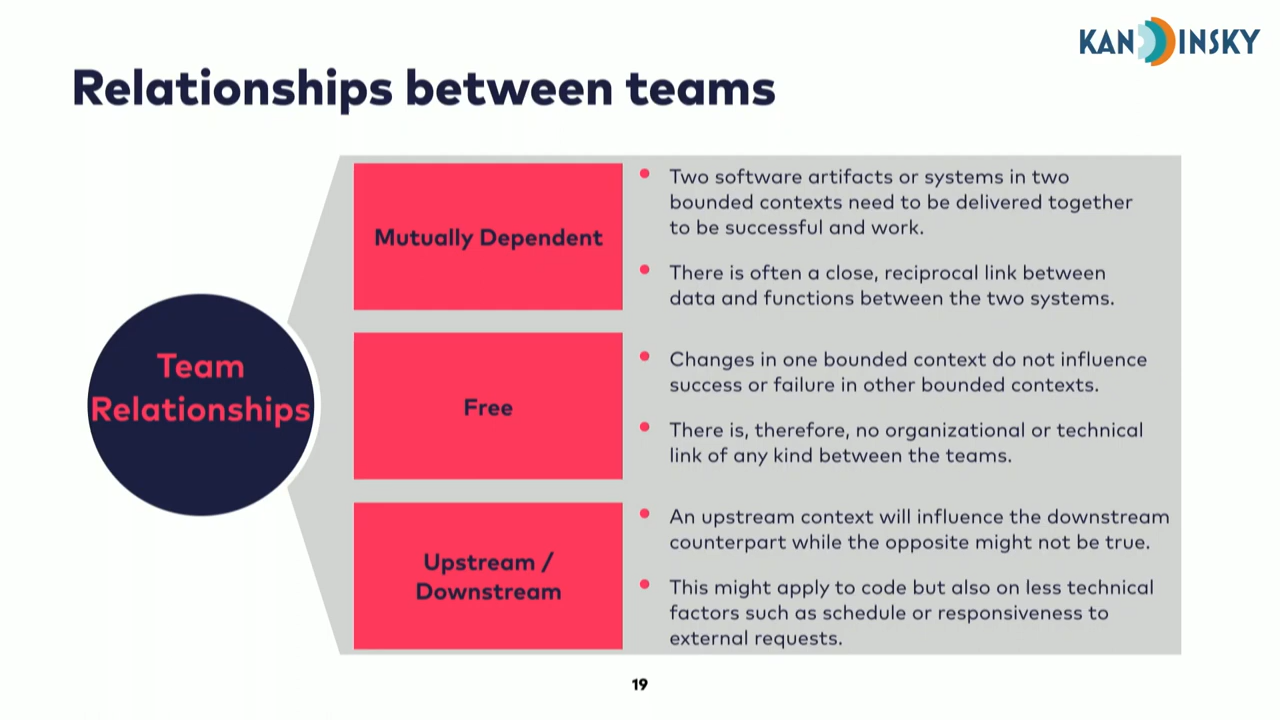 KANDINSKY
Relationships between teams
Team
Relationships
Mutually Dependent
• Two software artifacts or systems in two
bounded contexts need to be delivered together
to be successful and work.
• There is often a close, reciprocal link between
data and functions between the two systems.
Free
• Changes in one bounded context do not influence
success or failure in other bounded contexts.
• There is, therefore, no organizational or technical
link of any kind between the teams.
Upstream /
Downstream
• An upstream context will influence the downstream
counterpart while the opposite might not be true.
• This might apply to code but also on less technical
factors such as schedule or responsiveness to
external requests.
19